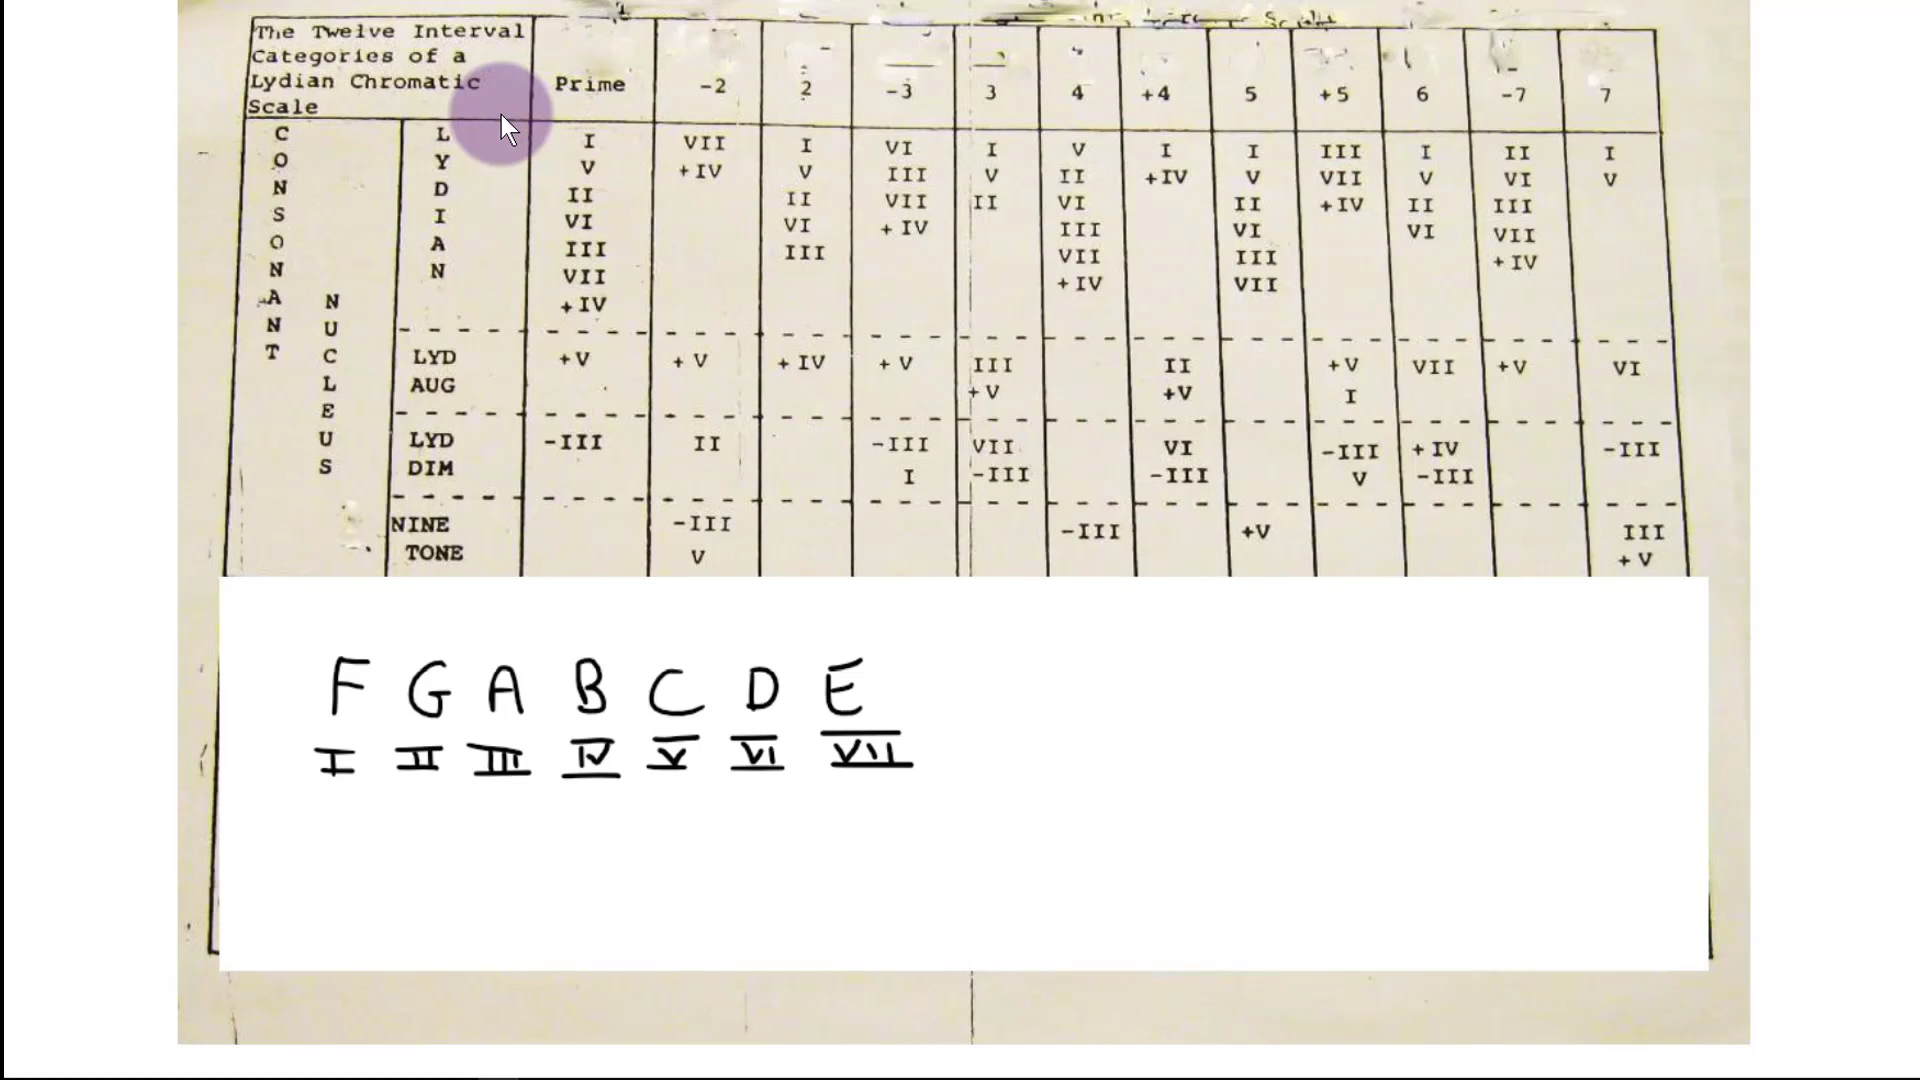 The Twelve Interval
Categories of a
Lydian Chromatic
Scale
Prime -2 2 -3 3 4 +4 5 +5 6 -7 7
CONSONANT
NUCLEUS
LYDIAN
I VII I VI I V I I III I II I
V +IV V III V II +IV V VII V VI V
II II VII II VI II +IV II III
VI VI +IV III VI VI VII
III III VII III +IV
VII +IV VII
+IV
LYD +V +V +IV +V III II +V VII +V VI
AUG +V +V I
LYD -III II -III VII VI -III +IV -III
DIM I -III -III V -III
NINE -III -III +V III
TONE V +V
F G A B C D E
I II III IV V VI VII